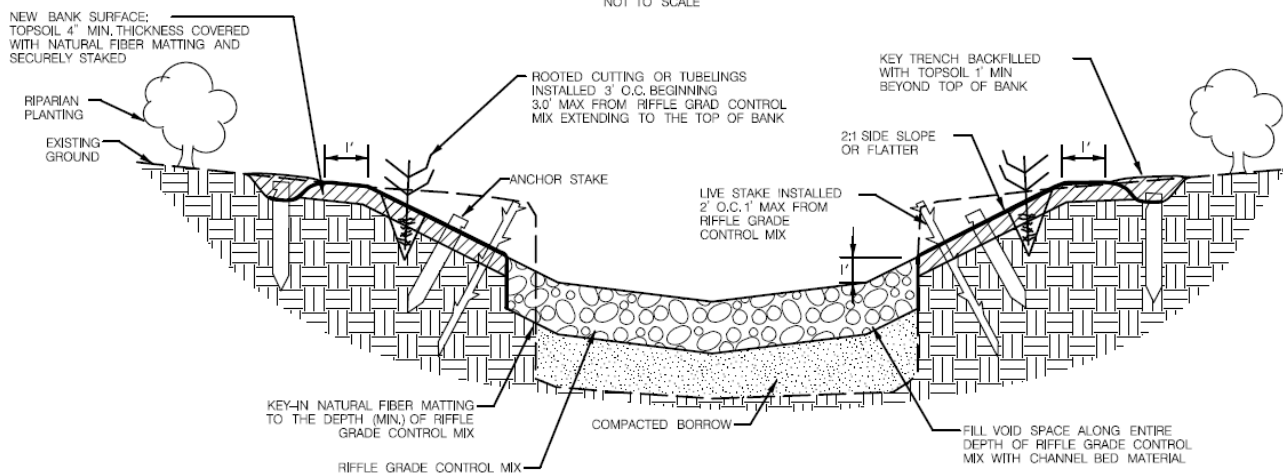 NOT TO SCALE
NEW BANK SURFACE;
TOPSOIL 4" MIN. THICKNESS COVERED
WITH NATURAL FIBER MATTING AND
SECURELY STAKED
ROOTED CUTTING OR TUBELINGS
INSTALLED 3' O.C. BEGINNING
3.0' MAX FROM RIFFLE GRAD CONTROL
MIX EXTENDING TO THE TOP OF BANK
KEY TRENCH BACKFILLED
WITH TOPSOIL 1' MIN
BEYOND TOP OF BANK
RIPARIAN
PLANTING
EXISTING
GROUND
1'
ANCHOR STAKE
2:1 SIDE SLOPE
OR FLATTER
1'
LIVE STAKE INSTALLED
2' O.C. 1' MAX FROM
RIFFLE GRADE
CONTROL MIX
1'
KEY-IN NATURAL FIBER MATTING
TO THE DEPTH (MIN.) OF RIFFLE
GRADE CONTROL MIX
RIFFLE GRADE CONTROL MIX
COMPACTED BORROW
FILL VOID SPACE ALONG ENTIRE
DEPTH OF RIFFLE GRADE CONTROL
MIX WITH CHANNEL BED MATERIAL